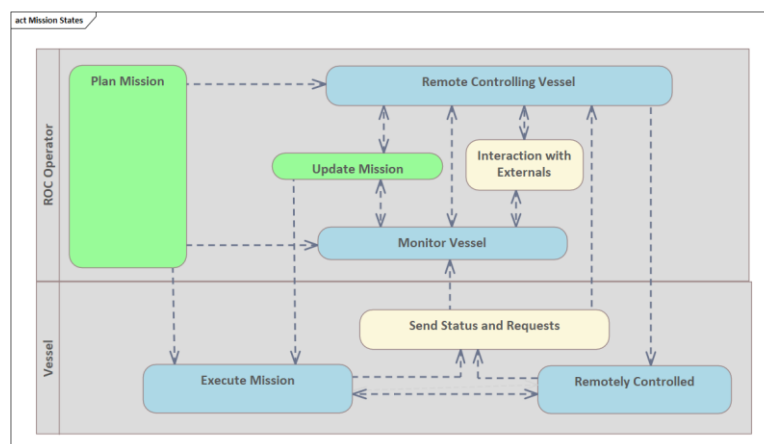 act Mission States
ROC Operator
Plan Mission
Remote Controlling Vessel
Update Mission
Interaction with
Externals
Monitor Vessel
Vessel
Send Status and Requests
Execute Mission
Remotely Controlled